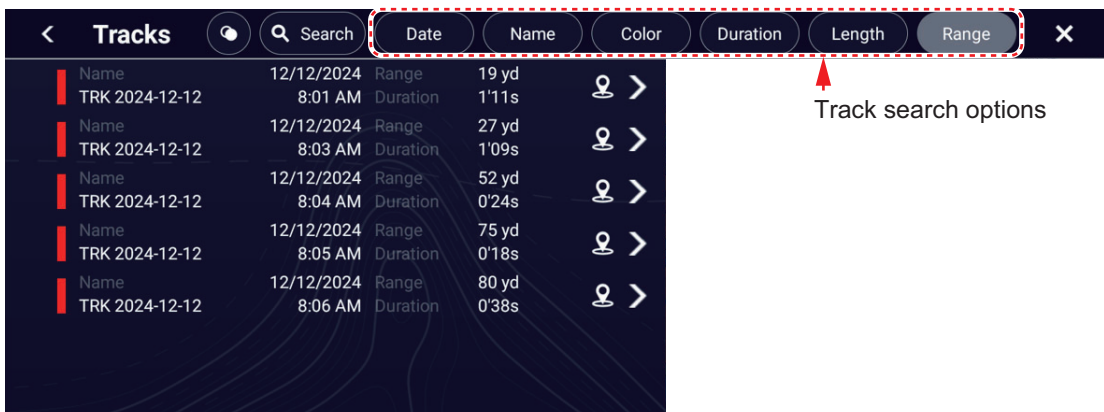 Tracks Search Date Name Color Duration Length Range
Name 12/12/2024 Range 19 yd
TRK 2024-12-12 8:01 AM Duration 1'11s
Name 12/12/2024 Range 27 yd
TRK 2024-12-12 8:03 AM Duration 1'09s
Name 12/12/2024 Range 52 yd
TRK 2024-12-12 8:04 AM Duration 0'24s
Name 12/12/2024 Range 75 yd
TRK 2024-12-12 8:05 AM Duration 0'18s
Name 12/12/2024 Range 80 yd
TRK 2024-12-12 8:06 AM Duration 0'38s
Track search options